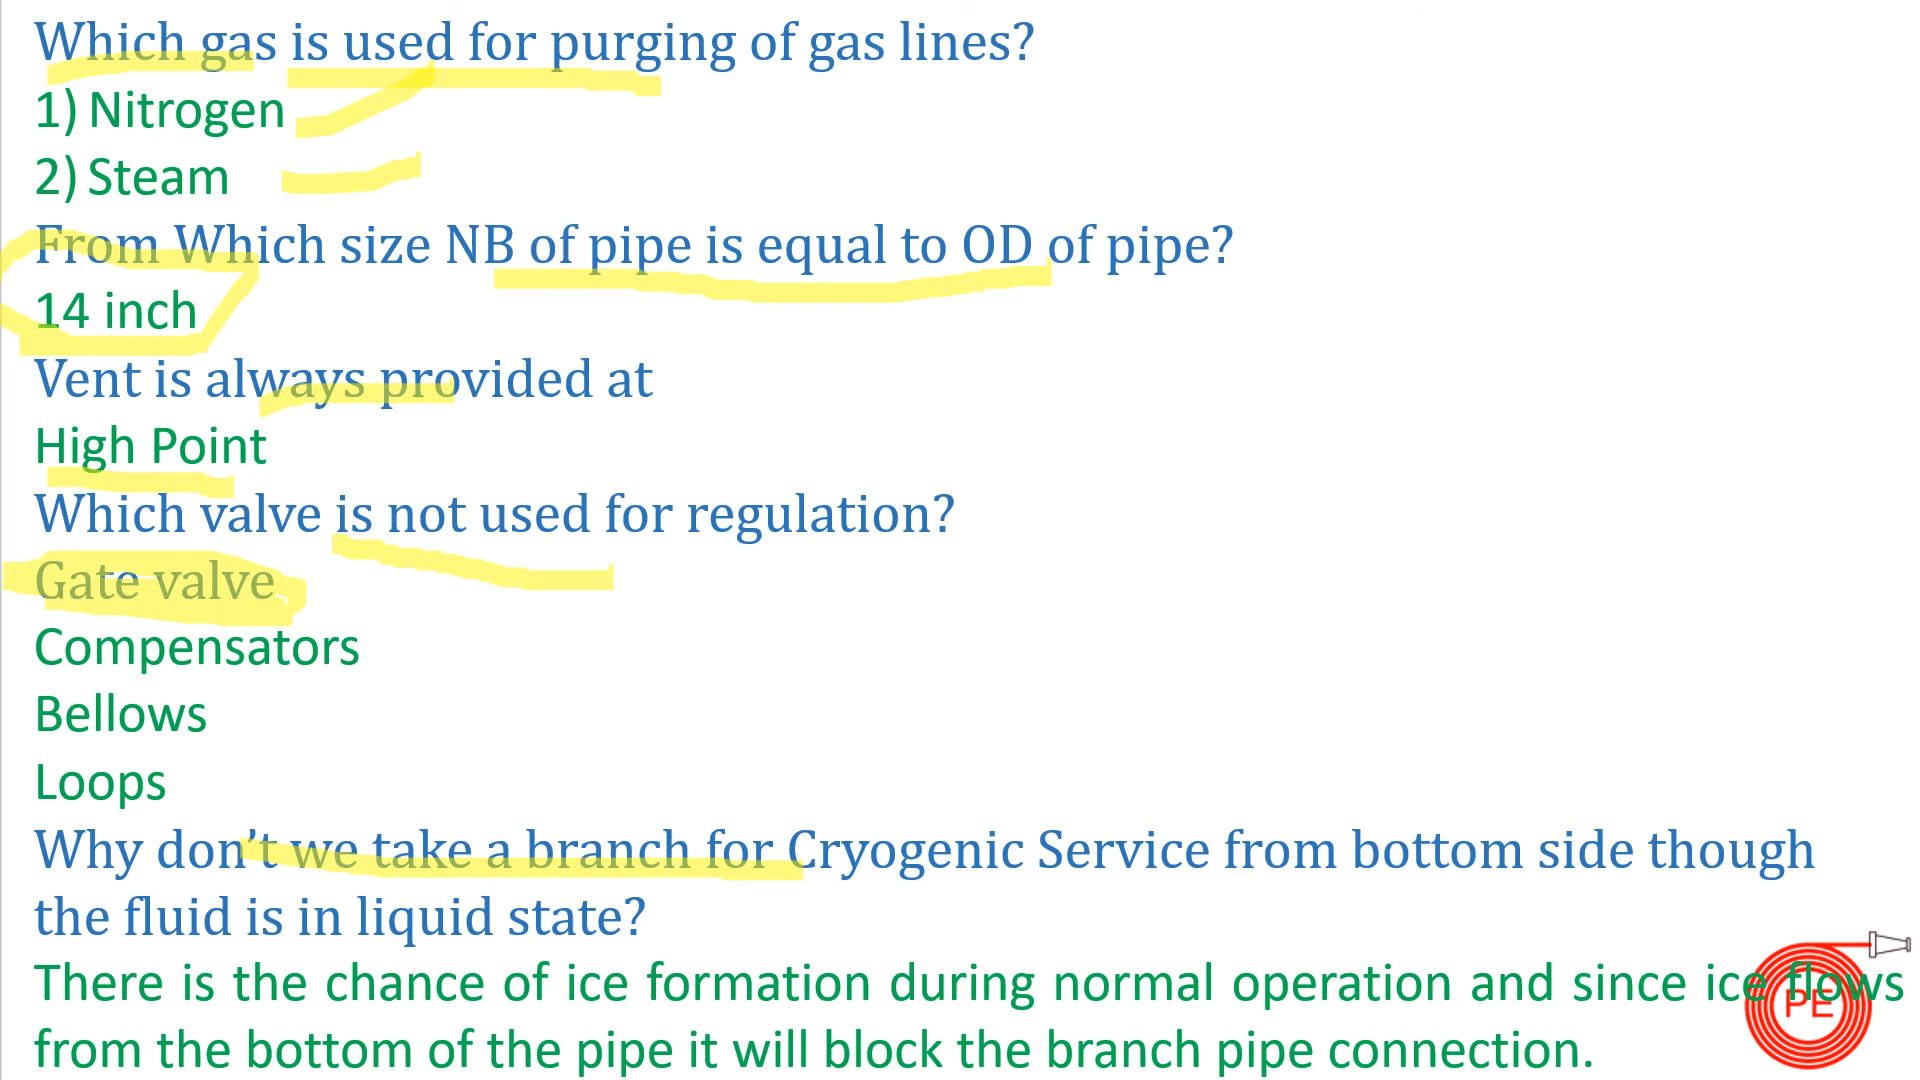 Which gas is used for purging of gas lines?
1) Nitrogen
2) Steam
From Which size NB of pipe is equal to OD of pipe?
14 inch
Vent is always provided at
High Point
Which valve is not used for regulation?
Gate valve
Compensators
Bellows
Loops
Why don’t we take a branch for Cryogenic Service from bottom side though
the fluid is in liquid state?
There is the chance of ice formation during normal operation and since ice flows
from the bottom of the pipe it will block the branch pipe connection.
PE